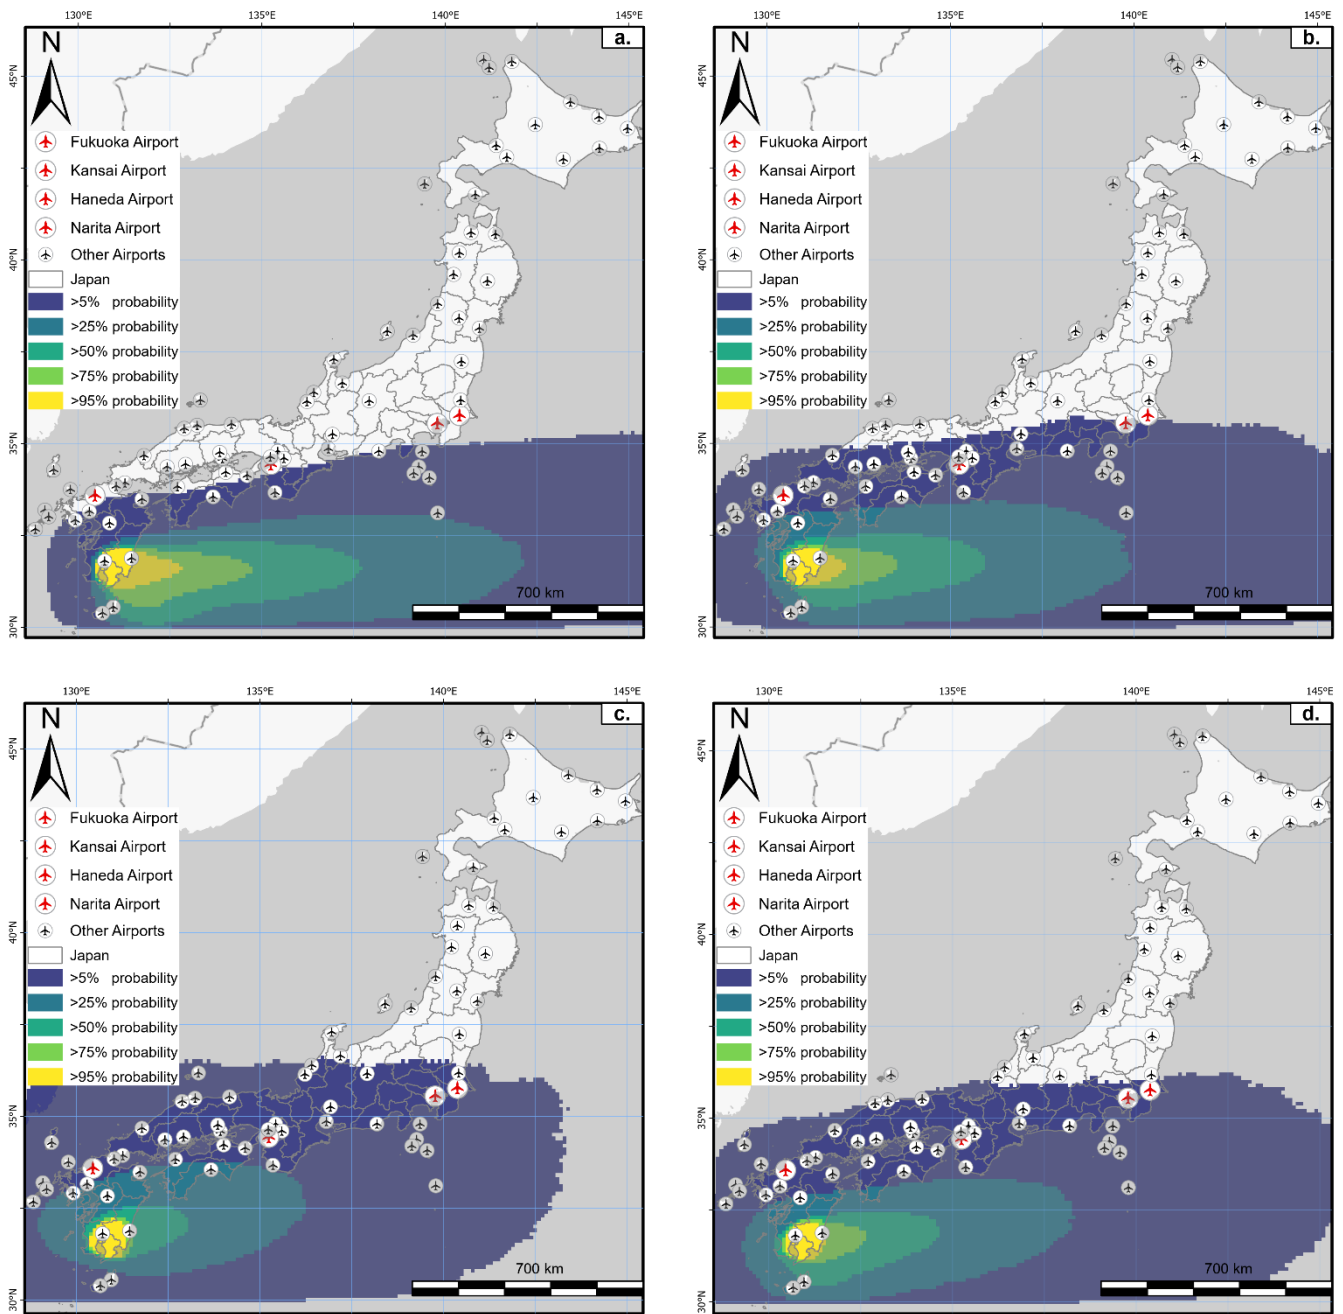 130°E 135°E 140°E 145°E
a.
N
45°N
Fukuoka Airport
Kansai Airport
Haneda Airport
Narita Airport
Other Airports
40°N
Japan
>5% probability
>25% probability
>50% probability
>75% probability
>95% probability
35°N
700 km
30°N
130°E 135°E 140°E 145°E
b.
N
45°N
Fukuoka Airport
Kansai Airport
Haneda Airport
Narita Airport
Other Airports
40°N
Japan
>5% probability
>25% probability
>50% probability
>75% probability
>95% probability
35°N
700 km
30°N
130°E 135°E 140°E 145°E
c.
N
45°N
Fukuoka Airport
Kansai Airport
Haneda Airport
Narita Airport
Other Airports
40°N
Japan
>5% probability
>25% probability
>50% probability
>75% probability
>95% probability
35°N
700 km
30°N
130°E 135°E 140°E 145°E
d.
N
45°N
Fukuoka Airport
Kansai Airport
Haneda Airport
Narita Airport
Other Airports
40°N
Japan
>5% probability
>25% probability
>50% probability
>75% probability
>95% probability
35°N
700 km
30°N